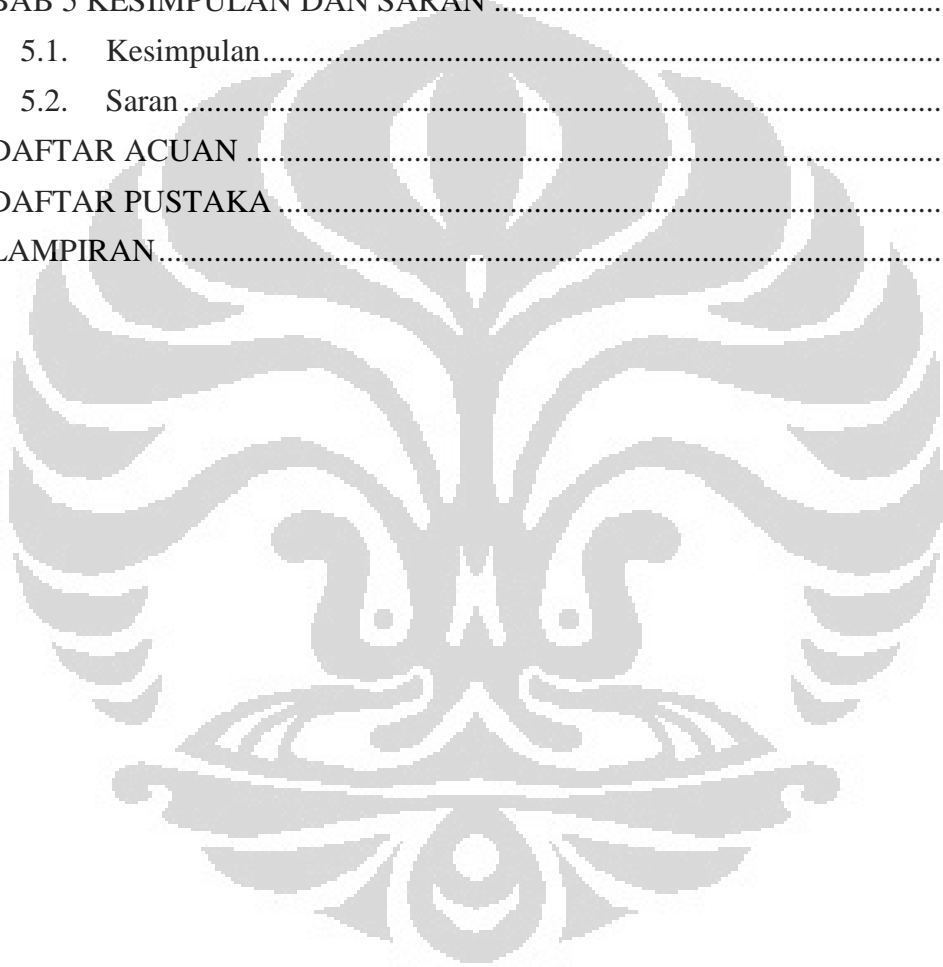 BAB 5 KESIMPULAN DAN SARAN ........................................................
5.1. Kesimpulan.....................................................................................
5.2. Saran...............................................................................................
DAFTAR ACUAN .......................................................................................
DAFTAR PUSTAKA ...................................................................................
LAMPIRAN..................................................................................................